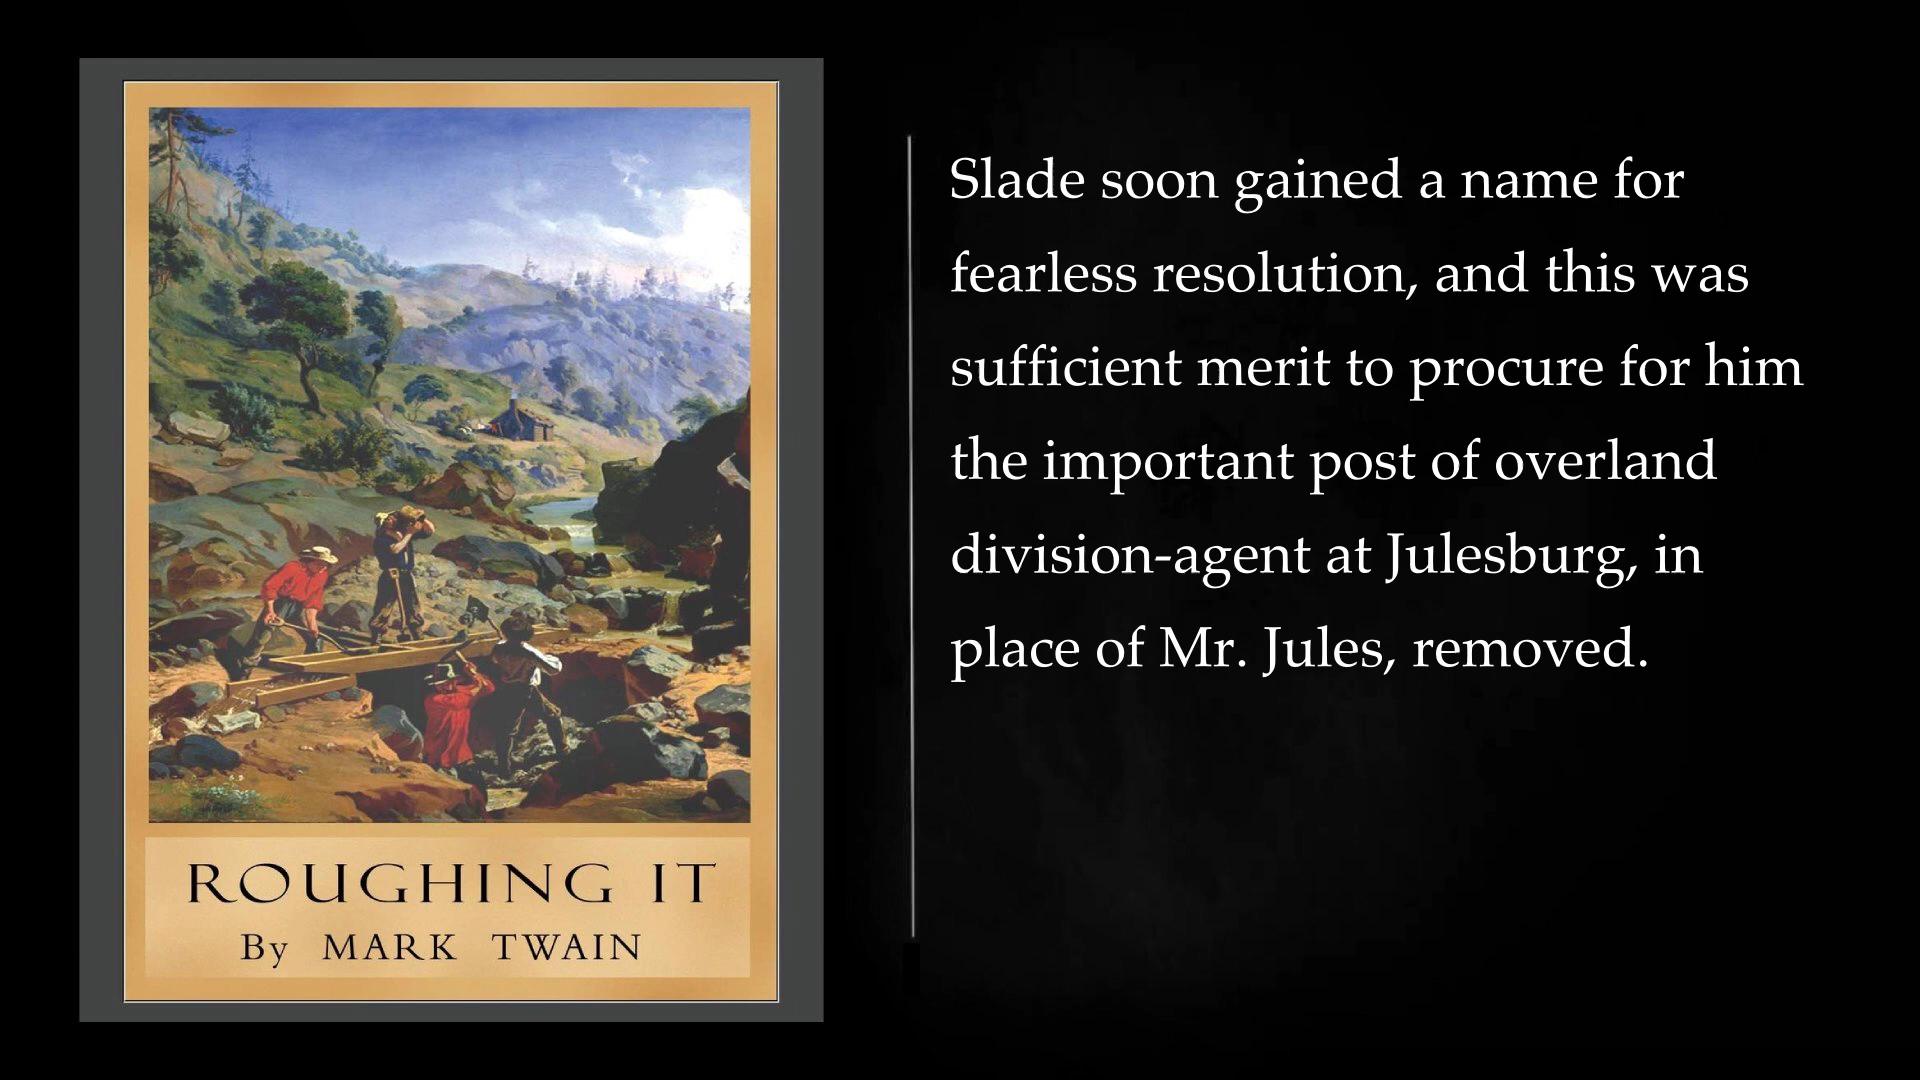 ROUGHING IT
By MARK TWAIN
Slade soon gained a name for
fearless resolution, and this was
sufficient merit to procure for him
the important post of overland
division-agent at Julesburg, in
place of Mr. Jules, removed.